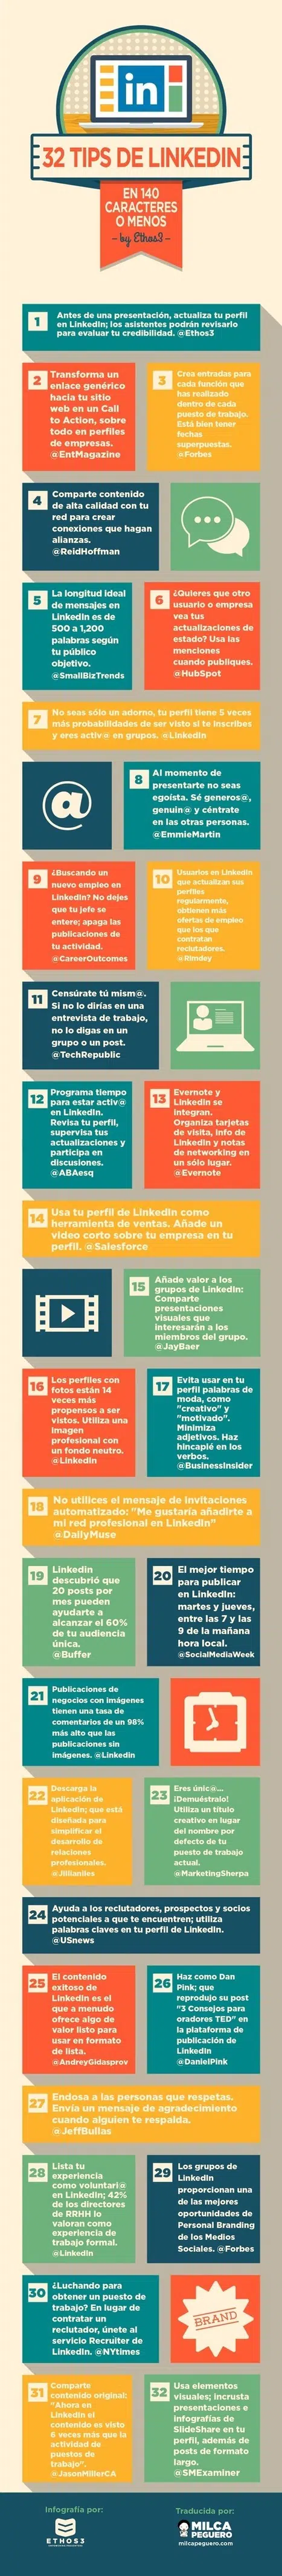 in
32 TIPS DE LINKEDIN
EN 140
CARACTERES
O MENOS
– by Ethos3 –
1
Antes de una presentación, actualiza tu perfil
en LinkedIn; los asistentes podrán revisarlo
para evaluar tu credibilidad. @Ethos3
2
Transforma un
enlace genérico
hacia tu sitio
web en un Call
to Action, sobre
todo en perfiles
de empresas.
@EntMagazine
3
Crea entradas para
cada función que
has realizado
dentro de cada
puesto de trabajo.
Está bien tener
fechas
superpuestas.
@Forbes
4
Comparte contenido
de alta calidad con tu
red para crear
conexiones que hagan
alianzas.
@ReidHoffman
5
La longitud ideal
de mensajes en
LinkedIn es de
500 a 1,200
palabras según
tu público
objetivo.
@SmallBizTrends
6
¿Quieres que otro
usuario o empresa
vea tus
actualizaciones de
estado? Usa las
menciones
cuando publiques.
@HubSpot
7
No seas sólo un adorno, tu perfil tiene 5 veces
más probabilidades de ser visto si te inscribes
y eres activ@ en grupos. @LinkedIn
@
8
Al momento de
presentarte no seas
egoísta. Sé generos@,
genuin@ y céntrate
en las otras personas.
@EmmieMartin
9
¿Buscando un
nuevo empleo en
LinkedIn? No dejes
que tu jefe se
entere; apaga las
publicaciones de
tu actividad.
@CareerOutcomes
10
Usuarios en LinkedIn
que actualizan sus
perfiles
regularmente,
obtienen más
ofertas de empleo
que los que
contratan
reclutadores.
@Rimdey
11
Censúrate tú mism@.
Si no lo dirías en una
entrevista de trabajo,
no lo digas en un
grupo o un post.
@TechRepublic
12
Programa tiempo
para estar activ@
en LinkedIn.
Revisa tu perfil,
supervisa tus
actualizaciones y
participa en
discusiones.
@ABAesq
13
Evernote y
Linkedin se
integran.
Organiza tarjetas
de visita, info de
LinkedIn y notas
de networking en
un sólo lugar.
@Evernote
14
Usa tu perfil de LinkedIn como
herramienta de ventas. Añade un
video corto sobre tu empresa en tu
perfil. @Salesforce
15
Añade valor a los
grupos de LinkedIn:
Comparte
presentaciones
visuales que
interesarán a los
miembros del grupo.
@JayBaer
16
Los perfiles con
fotos están 14
veces más
propensos a ser
vistos. Utiliza una
imagen
profesional con
un fondo neutro.
@LinkedIn
17
Evita usar en tu
perfil palabras de
moda, como
"creativo" y
"motivado".
Minimiza
adjetivos. Haz
hincapié en los
verbos.
@BusinessInsider
18
No utilices el mensaje de invitaciones
automatizado: "Me gustaría añadirte a
mi red profesional en LinkedIn"
@DailyMuse
19
Linkedin
descubrió que
20 posts por
mes pueden
ayudarte a
alcanzar el 60%
de tu audiencia
única.
@Buffer
20
El mejor tiempo
para publicar
en LinkedIn:
martes y jueves,
entre las 7 y las
9 de la mañana
hora local.
@SocialMediaWeek
21
Publicaciones de
negocios con imágenes
tienen una tasa de
comentarios de un 98%
más alto que las
publicaciones sin
imágenes. @Linkedin
22
Descarga la
aplicación de
LinkedIn; que está
diseñada para
simplificar el
desarrollo de
relaciones
profesionales.
@Jillianiles
23
Eres únic@...
¡Demuéstralo!
Utiliza un título
creativo en lugar
del nombre por
defecto de tu
puesto de trabajo
actual.
@MarketingSherpa
24
Ayuda a los reclutadores, prospectos y socios
potenciales a que te encuentren; utiliza
palabras claves en tu perfil de LinkedIn.
@USnews
25
El contenido
exitoso de
LinkedIn es el
que a menudo
ofrece algo de
valor listo para
usar en formato
de lista.
@AndreyGidasprov
26
Haz como Dan
Pink; que
reprodujo su post
"3 Consejos para
oradores TED" en
la plataforma de
publicación de
LinkedIn
@DanielPink
27
Endosa a las personas que respetas.
Envía un mensaje de agradecimiento
cuando alguien te respalda.
@JeffBullas
28
Lista tu
experiencia
como voluntari@
en LinkedIn; 42%
de los directores
de RRHH lo
valoran como
experiencia de
trabajo formal.
@LinkedIn
29
Los grupos de
LinkedIn
proporcionan una
de las mejores
oportunidades de
Personal Branding
de los Medios
Sociales. @Forbes
30
¿Luchando para
obtener un puesto de
trabajo? En lugar de
contratar un
reclutador, únete al
servicio Recruiter de
LinkedIn. @NYtimes
BRAND
31
Comparte
contenido original;
"Ahora en
LinkedIn el
contenido es visto
6 veces más que la
actividad de
puestos de
trabajo".
@JasonMillerCA
32
Usa elementos
visuales; incrusta
presentaciones e
infografías de
SlideShare en tu
perfil, además de
posts de formato
largo.
@SMExaminer
Infografía por:
ETHOS3
Traducida por:
MILCA
PEGUERO
milcapeguero.com